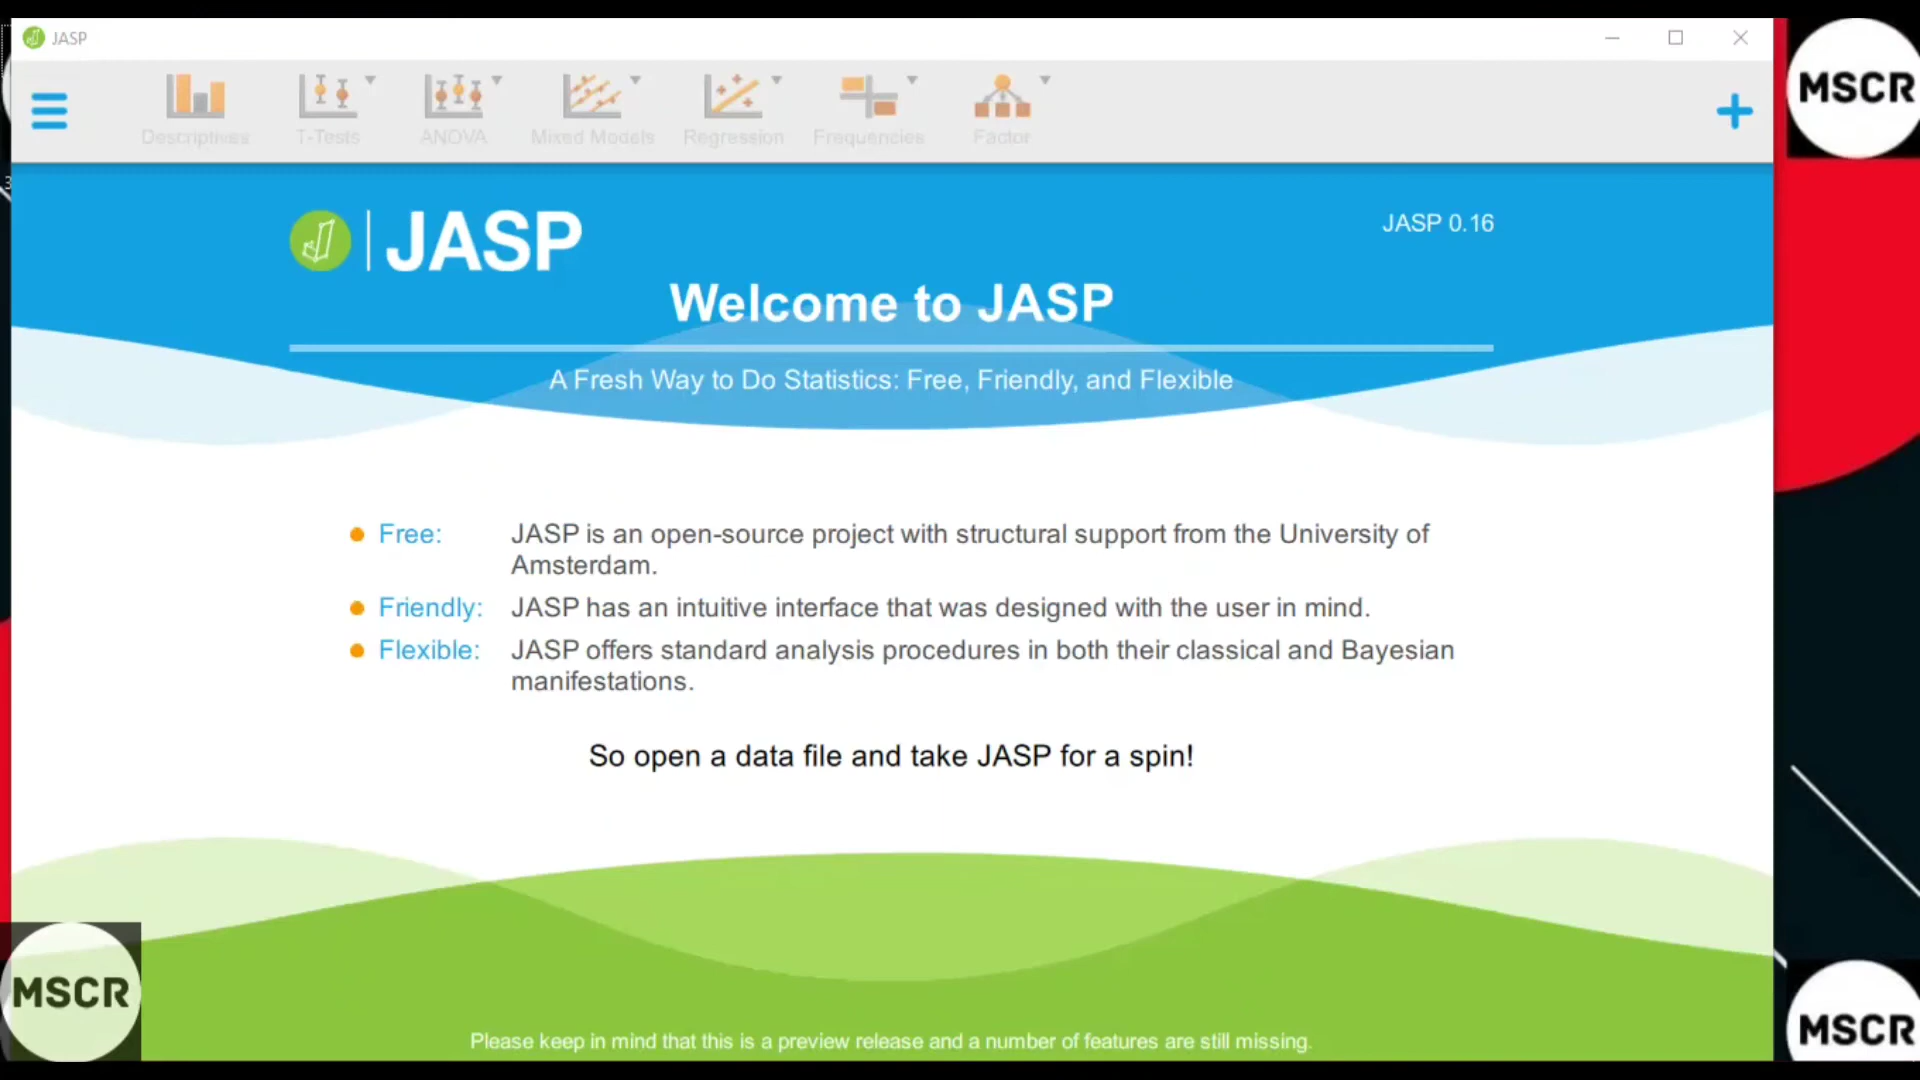 JASP
MSCR
Descriptives
T-Tests
ANOVA
Mixed Models
Regression
Frequencies
Factor
3
JASP
JASP 0.16
Welcome to JASP
A Fresh Way to Do Statistics: Free, Friendly, and Flexible
Free: JASP is an open-source project with structural support from the University of
Amsterdam.
Friendly: JASP has an intuitive interface that was designed with the user in mind.
Flexible: JASP offers standard analysis procedures in both their classical and Bayesian
manifestations.
So open a data file and take JASP for a spin!
MSCR
MSCR
Please keep in mind that this is a preview release and a number of features are still missing.